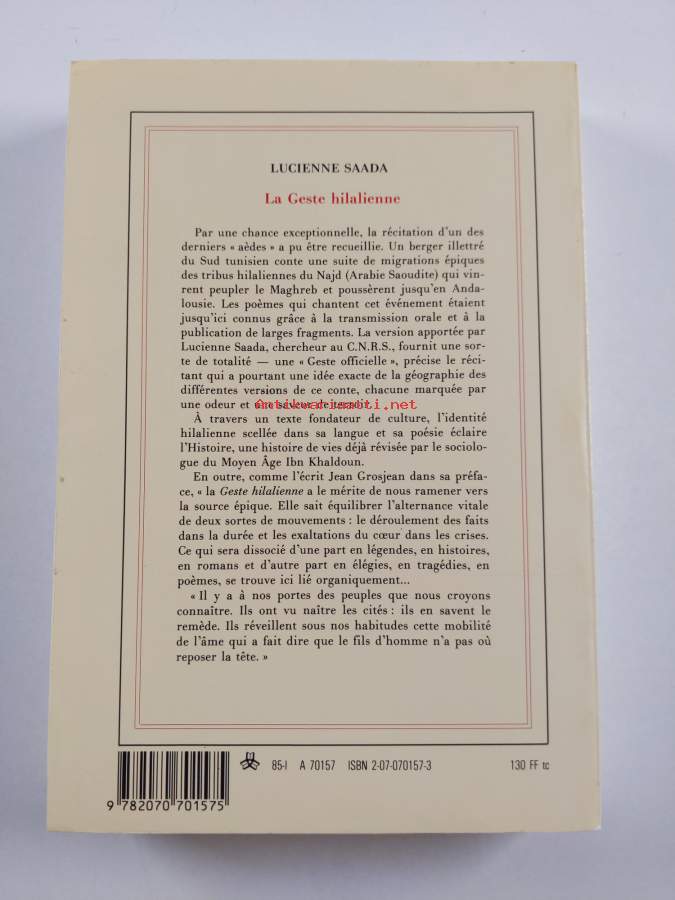 LUCIENNE SAADA
La Geste hilalienne
Par une chance exceptionnelle, la récitation d'un des
derniers « aèdes » a pu être recueillie. Un berger illettré
du Sud tunisien conte une suite de migrations épiques
des tribus hilaliennes du Najd (Arabie Saoudite) qui vin-
rent peupler le Maghreb et poussèrent jusqu'en Anda-
lousie. Les poèmes qui chantent cet événement étaient
jusqu'ici connus grâce à la transmission orale et à la
publication de larges fragments. La version apportée par
Lucienne Saada, chercheur au C.N.R.S., fournit une sor-
te de totalité — une « Geste officielle », précise le réci-
tant qui a pourtant une idée exacte de la géographie des
différentes versions de ce conte, chacune marquée par
une odeur et une saveur de terroir.
Antikvariaatti.net
À travers un texte fondateur de culture, l'identité
hilalienne scellée dans sa langue et sa poésie éclaire
l'Histoire, une histoire de vies déjà révisée par le sociolo-
gue du Moyen Âge Ibn Khaldoun.
En outre, comme l'écrit Jean Grosjean dans sa préfa-
ce, « la Geste hilalienne a le mérite de nous ramener vers
la source épique. Elle sait équilibrer l'alternance vitale
de deux sortes de mouvements : le déroulement des faits
dans la durée et les exaltations du cœur dans les crises.
Ce qui sera dissocié d'une part en légendes, en histoires,
en romans et d'autre part en élégies, en tragédies, en
poèmes, se trouve ici lié organiquement...
« Il y a à nos portes des peuples que nous croyons
connaître. Ils ont vu naître les cités : ils en savent le
remède. Ils réveillent sous nos habitudes cette mobilité
de l'âme qui a fait dire que le fils d'homme n'a pas où
reposer la tête. »
85-I A 70157 ISBN 2-07-070157-3 130 FF tc
9 782070 701575